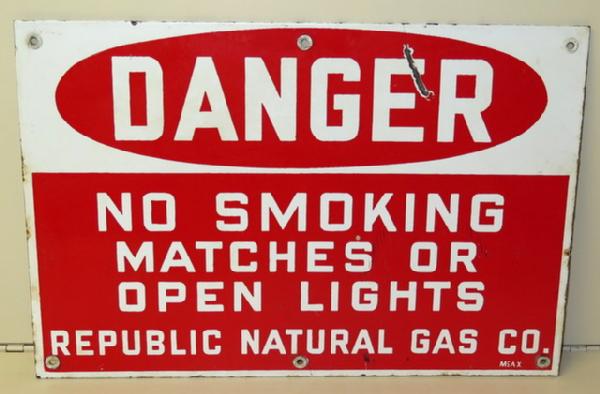 DANGER
NO SMOKING
MATCHES OR
OPEN LIGHTS
REPUBLIC NATURAL GAS CO.